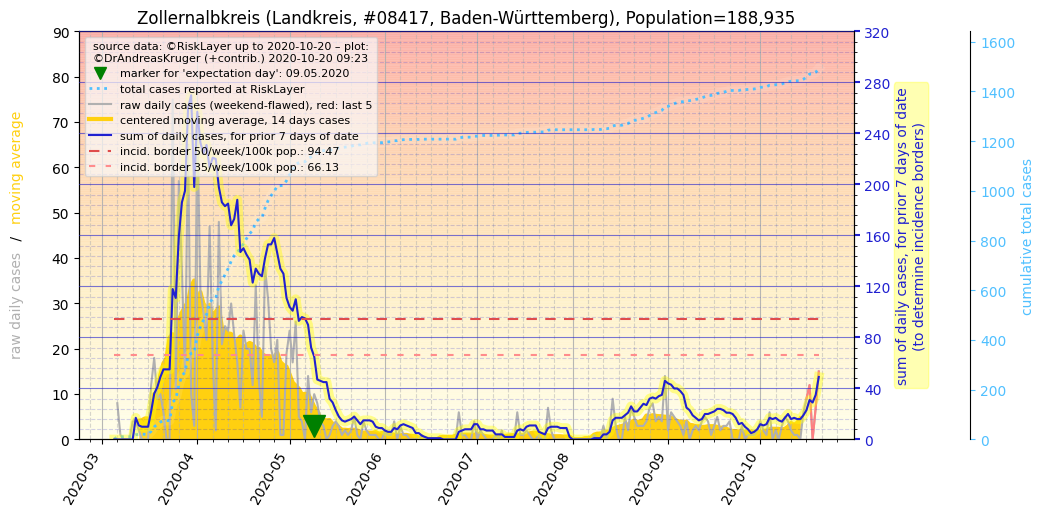 Zollernalbkreis (Landkreis, #08417, Baden-Württemberg), Population=188,935
source data: ©RiskLayer up to 2020-10-20 – plot:
©DrAndreasKruger (+contrib.) 2020-10-20 09:23
marker for 'expectation day': 09.05.2020
total cases reported at RiskLayer
raw daily cases (weekend-flawed), red: last 5
centered moving average, 14 days cases
sum of daily cases, for prior 7 days of date
incid. border 50/week/100k pop.: 94.47
incid. border 35/week/100k pop.: 66.13
raw daily cases / moving average
90
80
70
60
50
40
30
20
10
0
2020-03
2020-04
2020-05
2020-06
2020-07
2020-08
2020-09
2020-10
320
280
240
200
160
120
80
40
0
sum of daily cases, for prior 7 days of date
(to determine incidence borders)
1600
1400
1200
1000
800
600
400
200
0
cumulative total cases